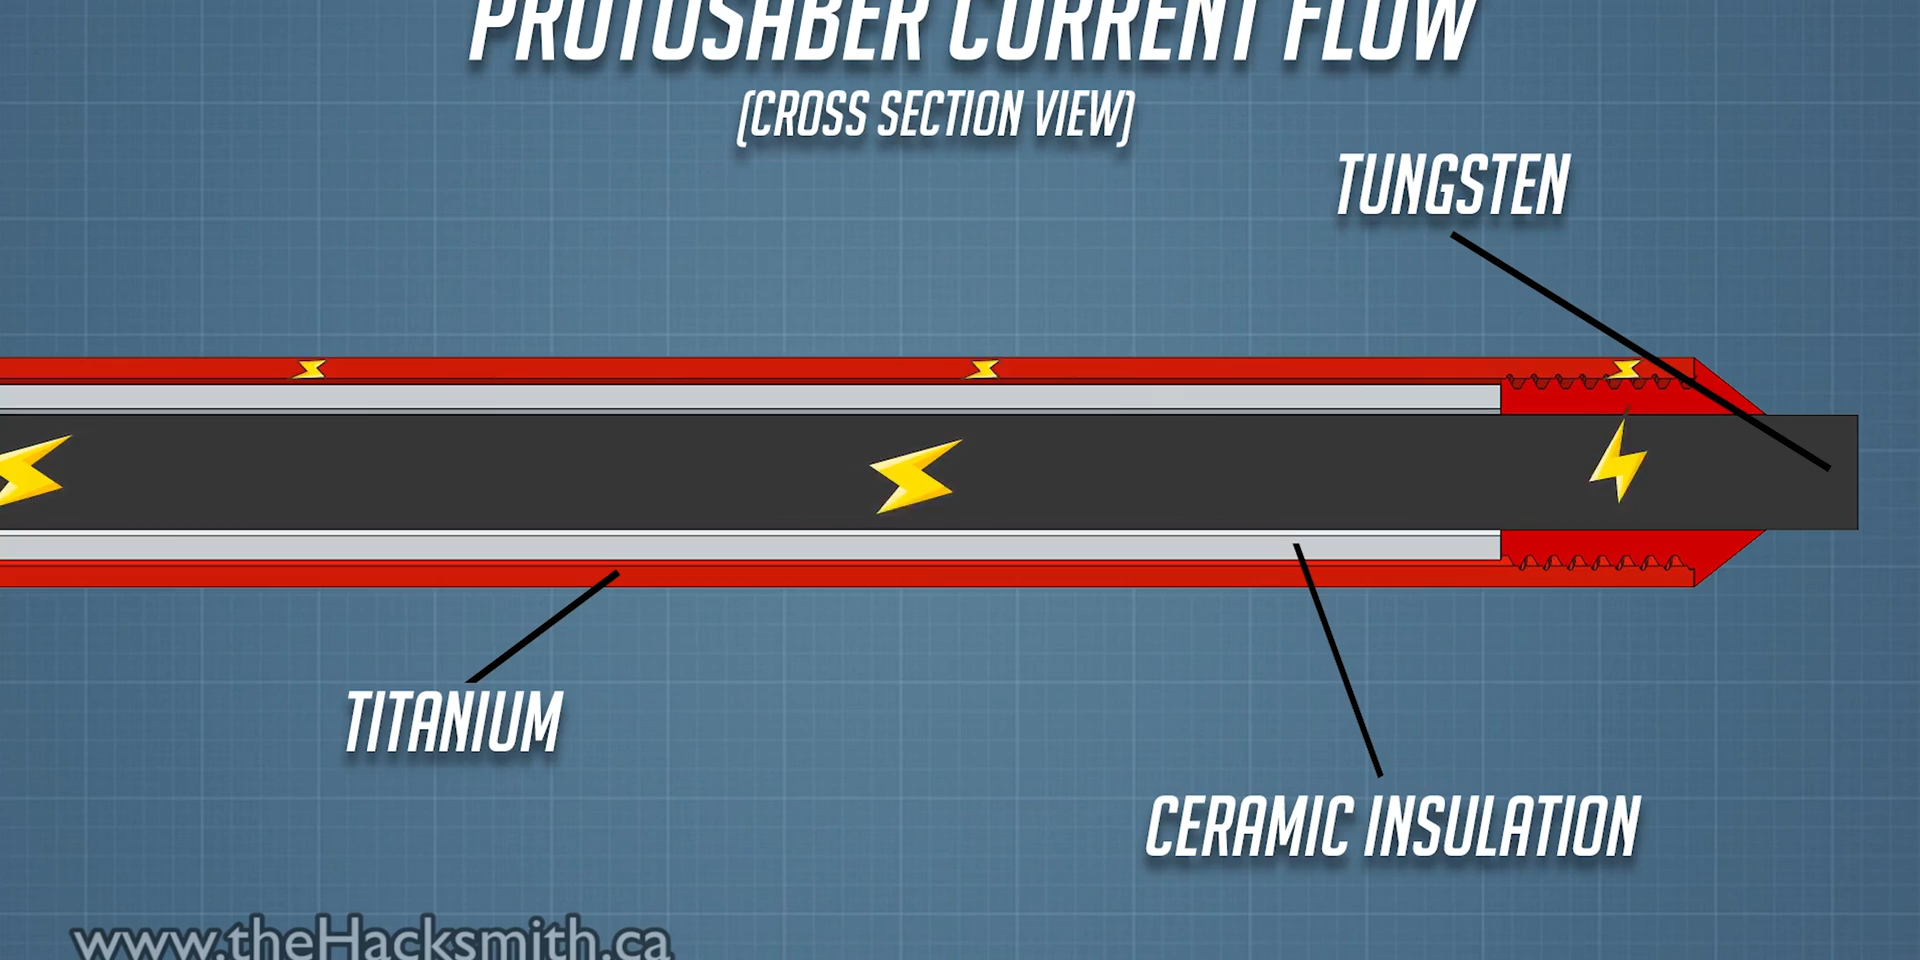 PROTOSABER CURRENT FLOW
(CROSS SECTION VIEW)
TUNGSTEN
TITANIUM
CERAMIC INSULATION
www.theHacksmith.ca